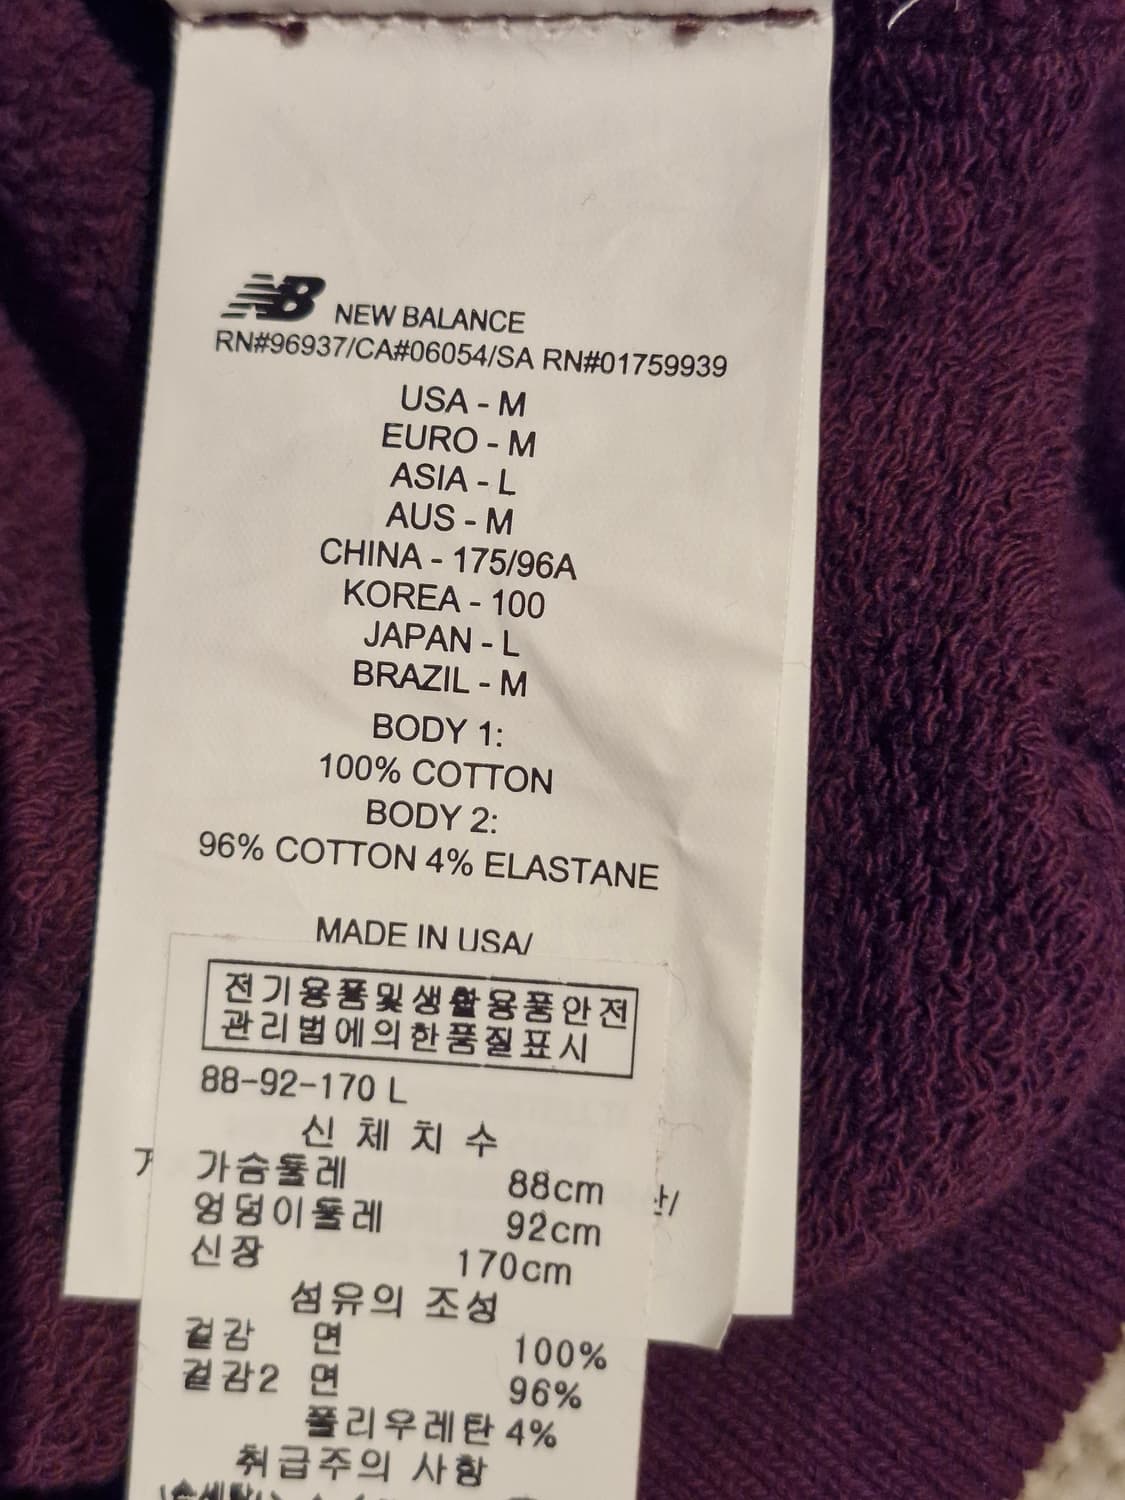 NB NEW BALANCE
RN#96937/CA#06054/SA RN#01759939
USA - M
EURO - M
ASIA - L
AUS - M
CHINA - 175/96A
KOREA - 100
JAPAN - L
BRAZIL - M
BODY 1:
100% COTTON
BODY 2:
96% COTTON 4% ELASTANE
MADE IN USA/
전기용품및생활용품안전
관리법에의한품질표시
88-92-170 L
신체치수
가슴둘레 88cm
엉덩이둘레 92cm
신장 170cm
섬유의 조성
겉감 면 100%
겉감2 면 96%
폴리우레탄 4%
취급주의 사항